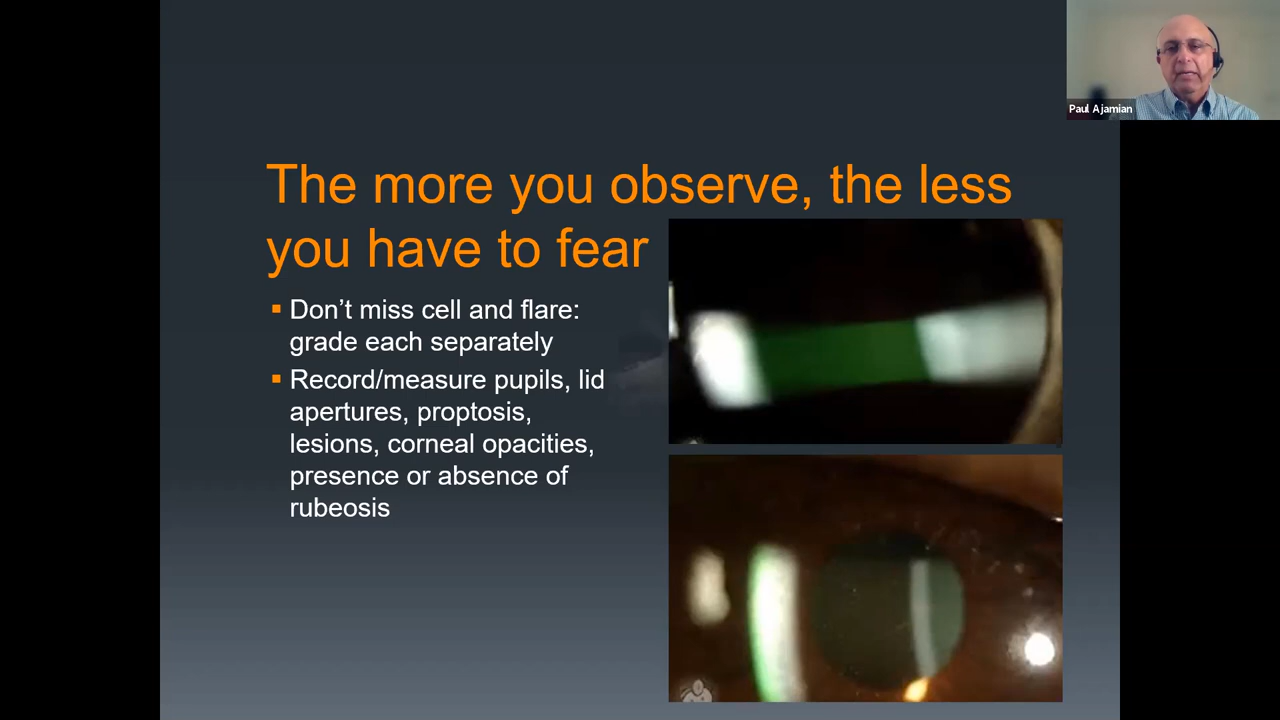 Paul Ajamian
The more you observe, the less
you have to fear
Don’t miss cell and flare:
grade each separately
Record/measure pupils, lid
apertures, proptosis,
lesions, corneal opacities,
presence or absence of
rubeosis